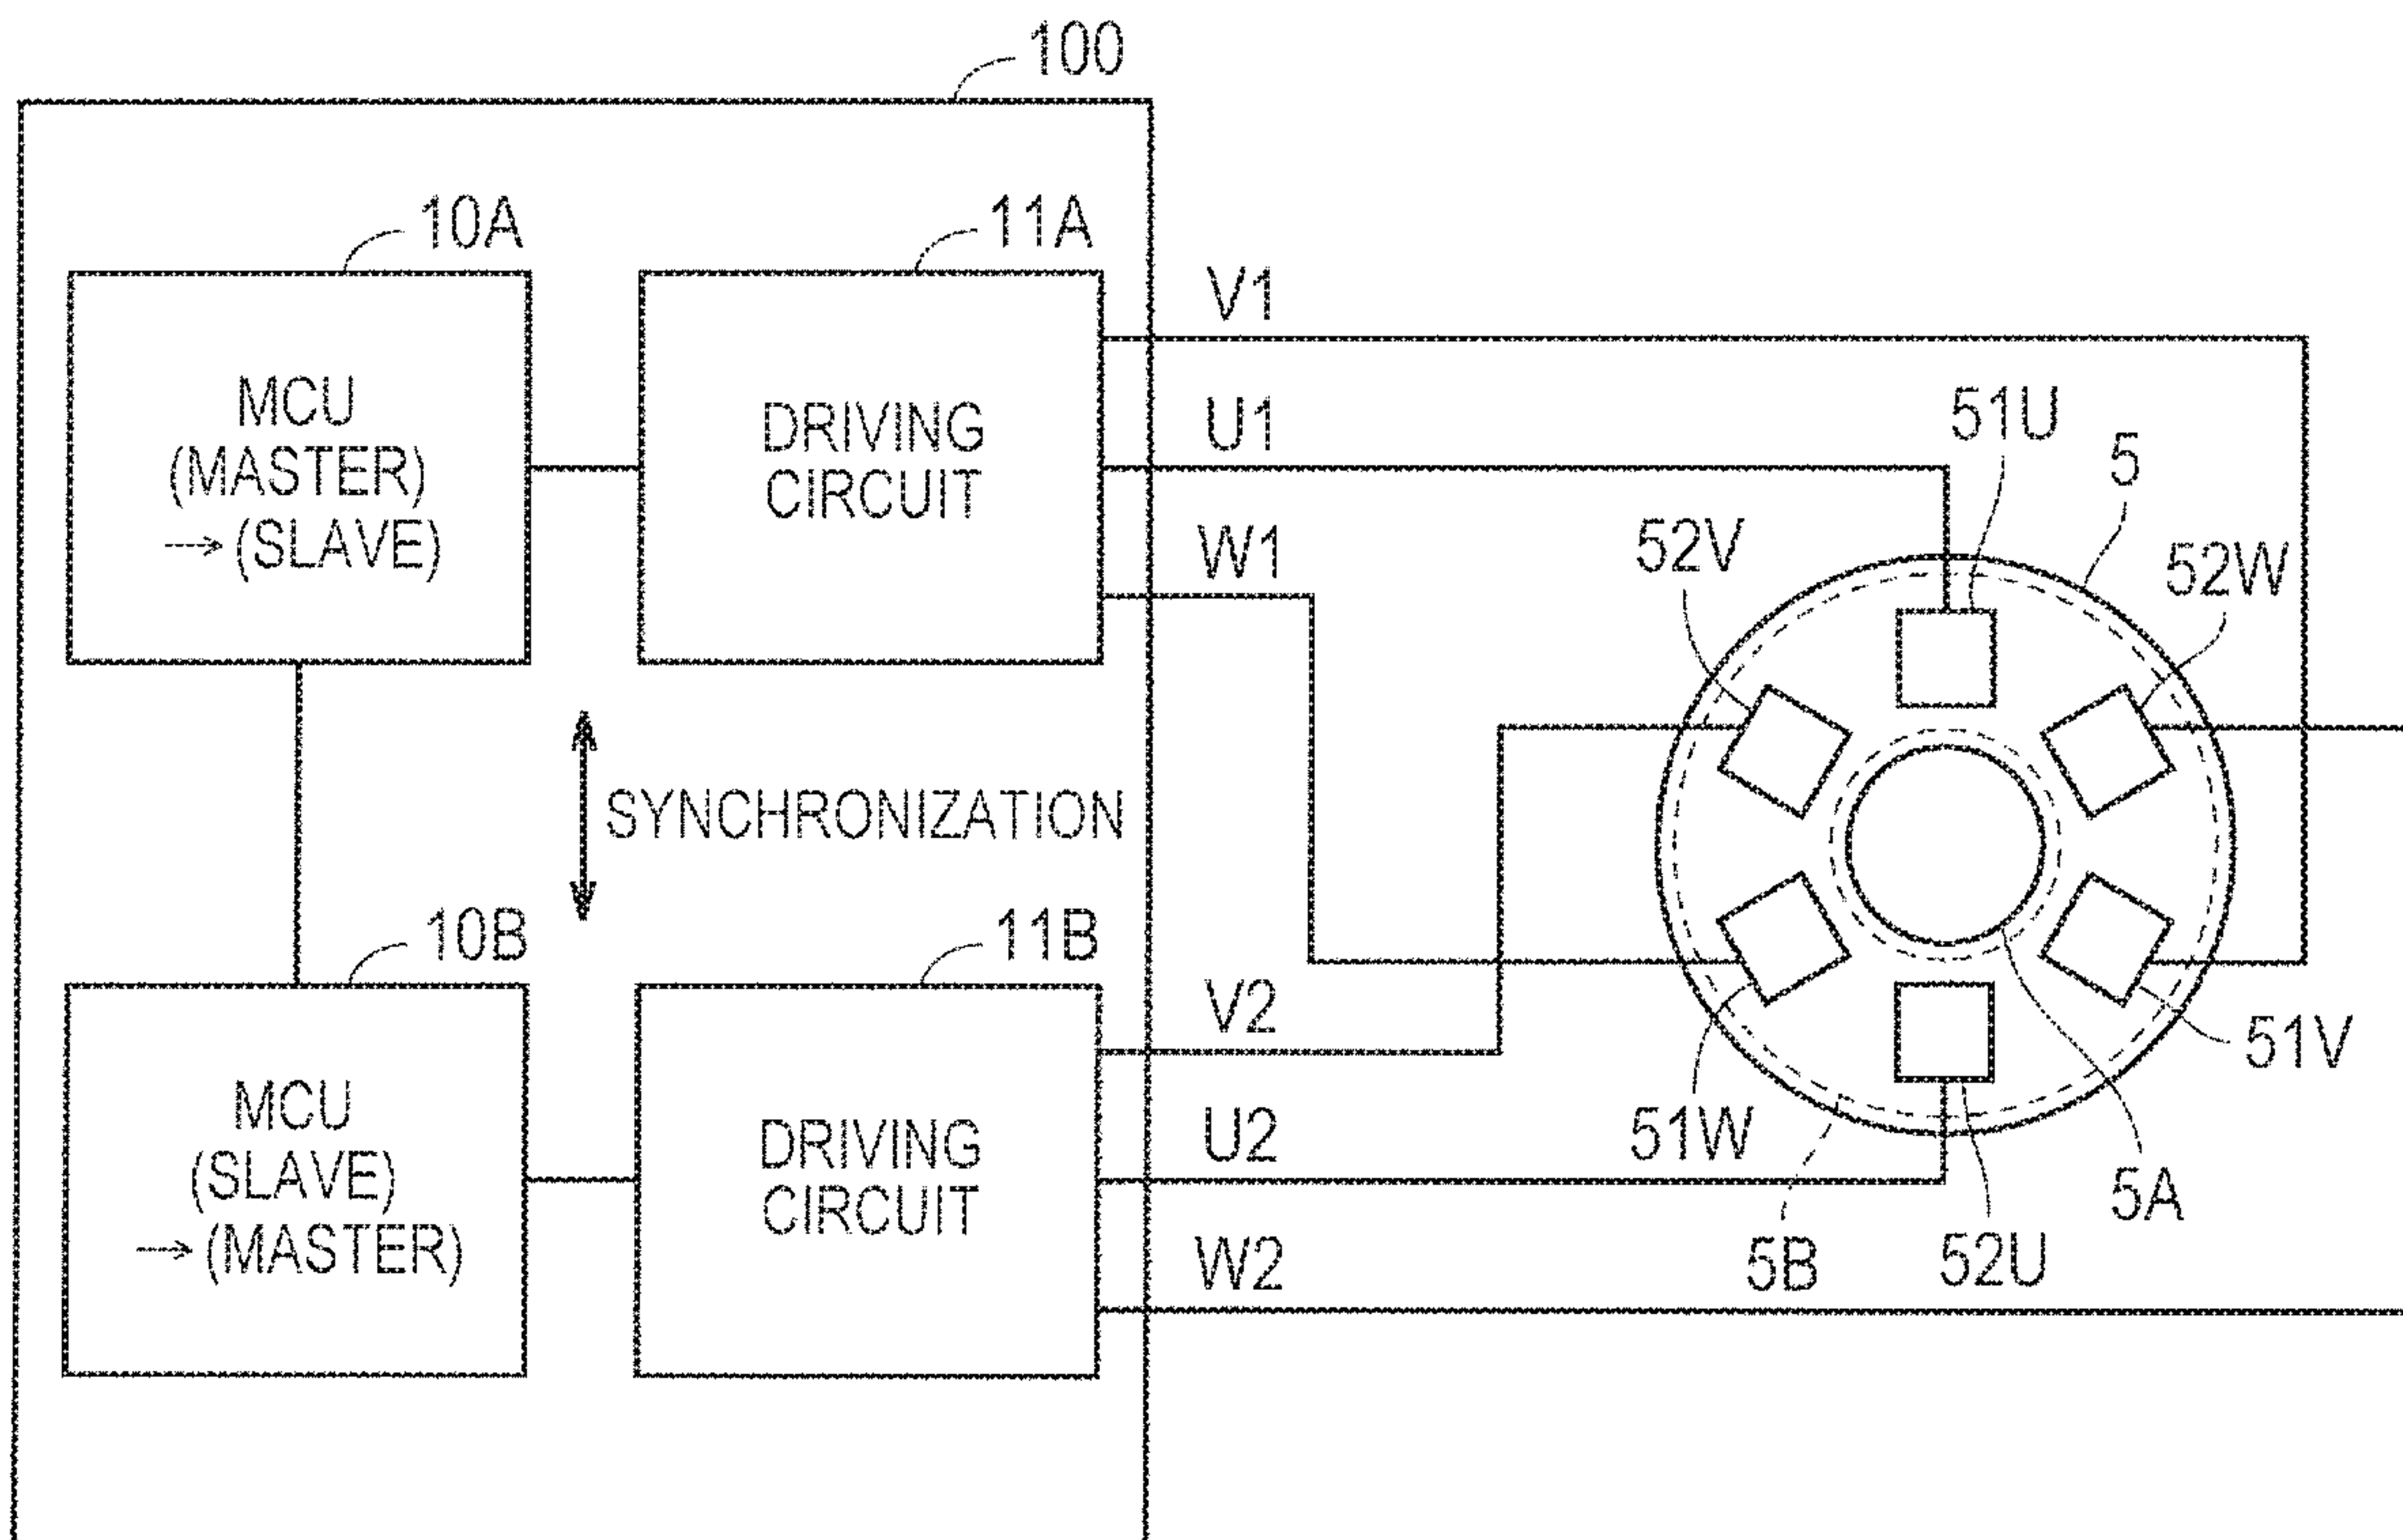 100
10A
11A
MCU
(MASTER)
→ (SLAVE)
DRIVING
CIRCUIT
V1
U1
W1
51U
5
52V
52W
SYNCHRONIZATION
10B
11B
MCU
(SLAVE)
→ (MASTER)
DRIVING
CIRCUIT
V2
U2
W2
51V
51W
5A
5B
52U